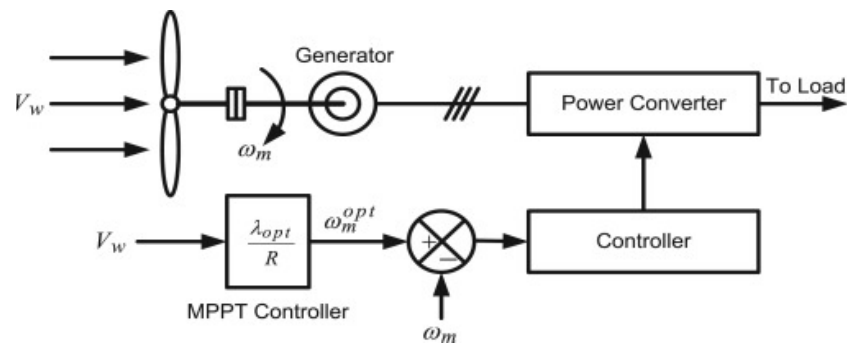 Generator
V_w
Power Converter
To Load
ω_m
V_w
λ_opt
R
ω_m^opt
+
−
Controller
MPPT Controller
ω_m